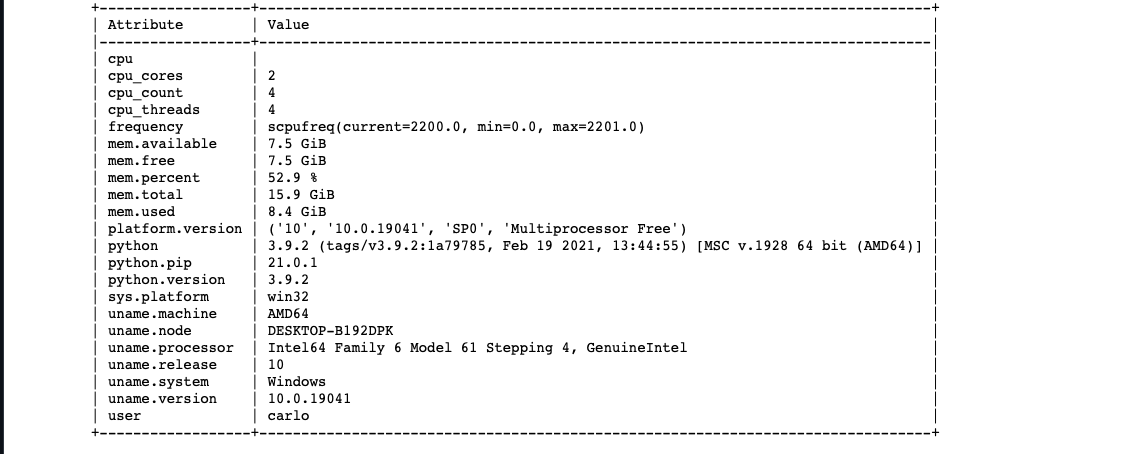 +------------------+-------------------------------------------------------------------------------------+
| Attribute | Value |
|------------------+-------------------------------------------------------------------------------------|
| cpu | |
| cpu_cores | 2 |
| cpu_count | 4 |
| cpu_threads | 4 |
| frequency | scpufreq(current=2200.0, min=0.0, max=2201.0) |
| mem.available | 7.5 GiB |
| mem.free | 7.5 GiB |
| mem.percent | 52.9 % |
| mem.total | 15.9 GiB |
| mem.used | 8.4 GiB |
| platform.version | ('10', '10.0.19041', 'SP0', 'Multiprocessor Free') |
| python | 3.9.2 (tags/v3.9.2:1a79785, Feb 19 2021, 13:44:55) [MSC v.1928 64 bit (AMD64)] |
| python.pip | 21.0.1 |
| python.version | 3.9.2 |
| sys.platform | win32 |
| uname.machine | AMD64 |
| uname.node | DESKTOP-B192DPK |
| uname.processor | Intel64 Family 6 Model 61 Stepping 4, GenuineIntel |
| uname.release | 10 |
| uname.system | Windows |
| uname.version | 10.0.19041 |
| user | carlo |
+------------------+-------------------------------------------------------------------------------------+